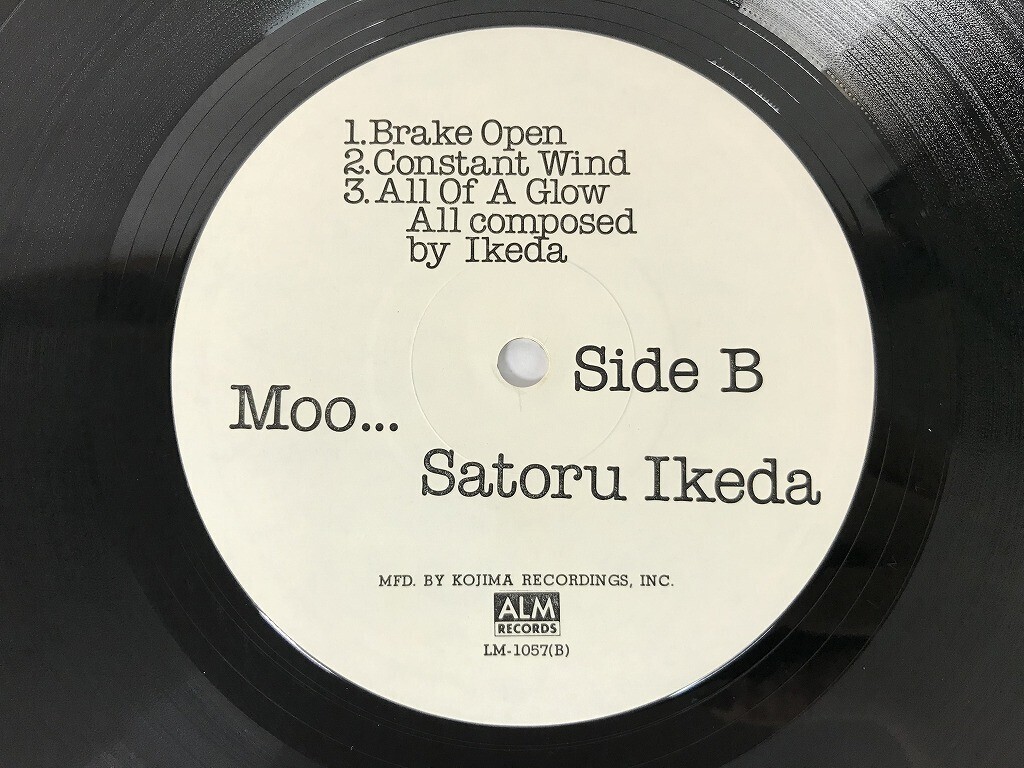 1.Brake Open
2.Constant Wind
3.All Of A Glow
All composed
by Ikeda
Side B
Moo...
Satoru Ikeda
MFD. BY KOJIMA RECORDINGS, INC.
ALM
RECORDS
LM-1057(B)